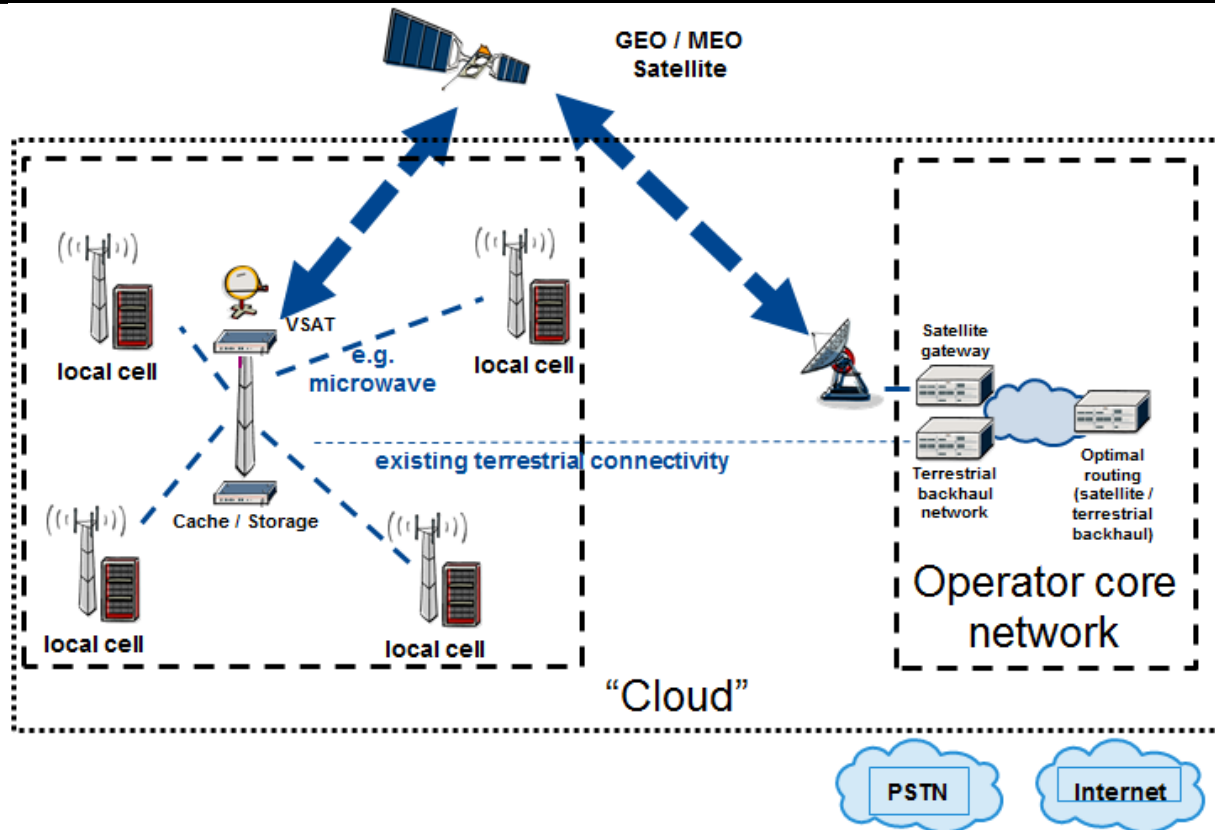 GEO / MEO
Satellite
VSAT
local cell
local cell
e.g.
microwave
Satellite
gateway
existing terrestrial connectivity
Cache / Storage
Terrestrial
backhaul
network
Optimal
routing
(satellite /
terrestrial
backhaul)
local cell
local cell
Operator core
network
“Cloud”
PSTN
Internet